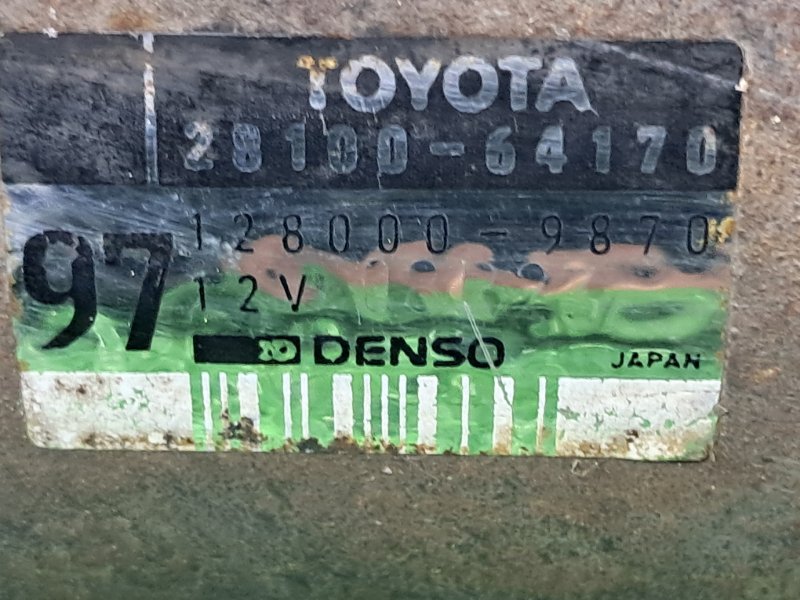 TOYOTA
28100-64170
97
128000-9870
12V
DENSO
JAPAN